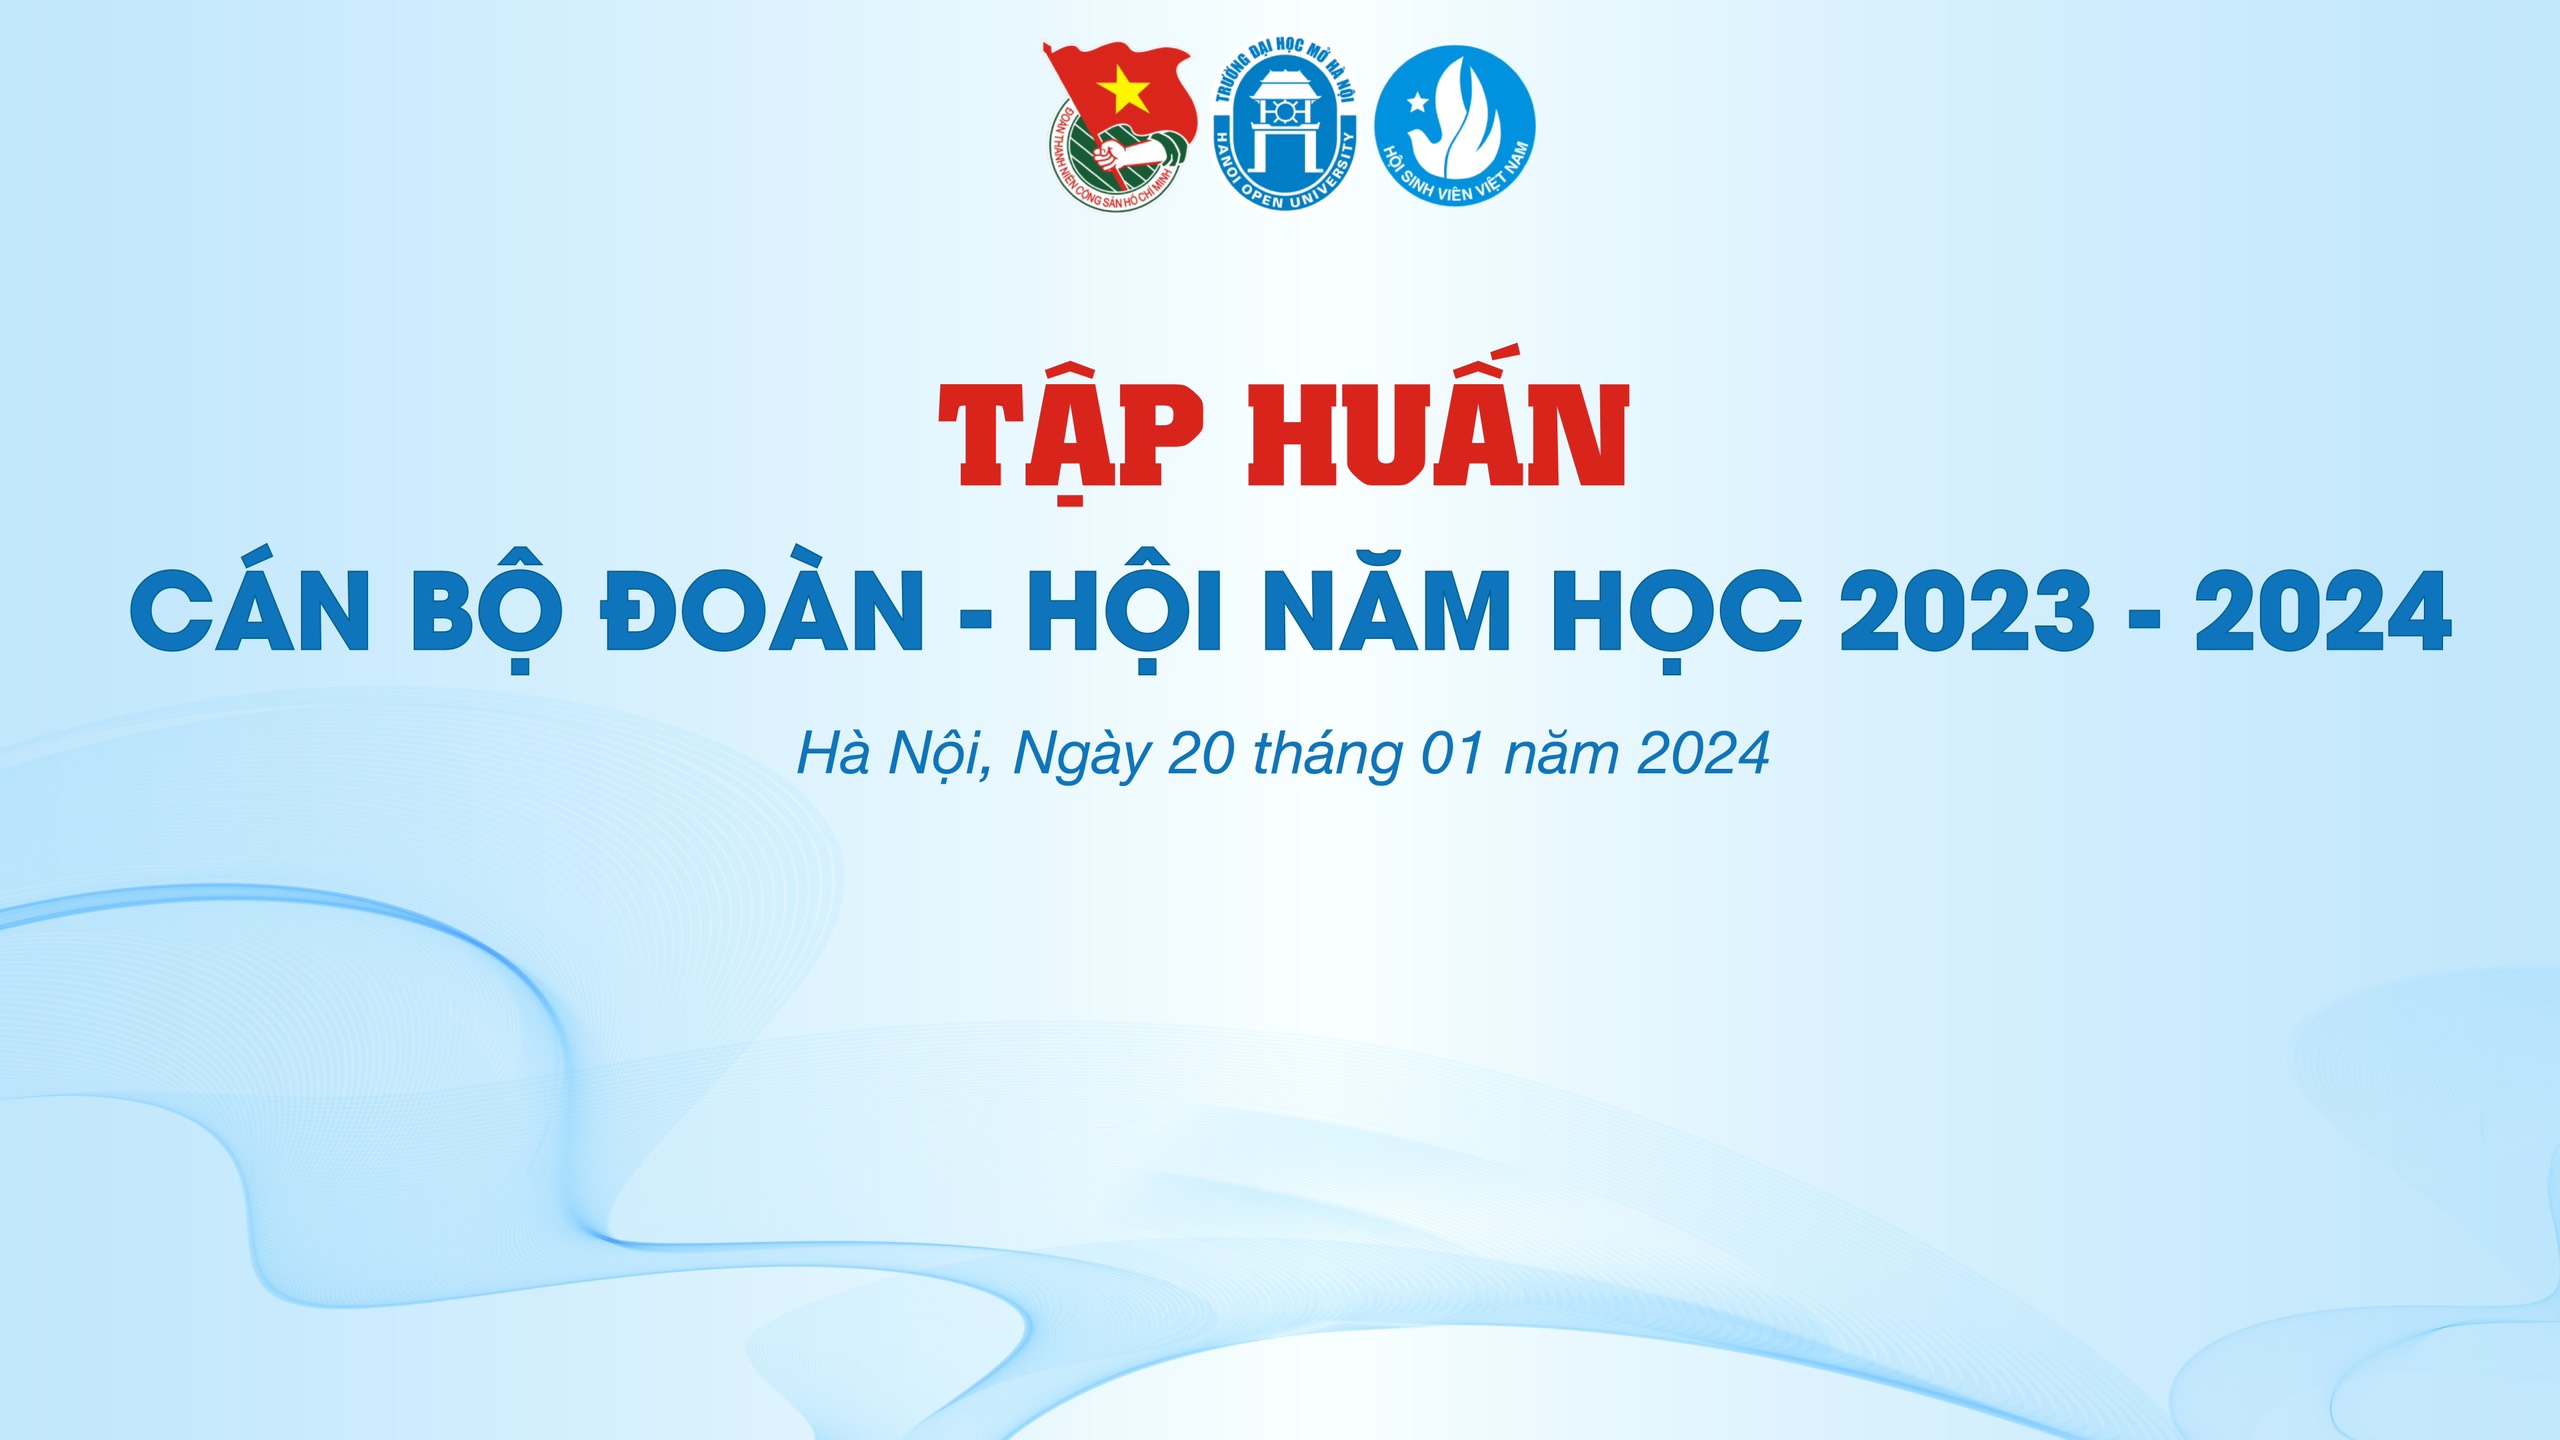 ĐOÀN THANH NIÊN CỘNG SẢN HỒ CHÍ MINH
TRƯỜNG ĐẠI HỌC MỞ HÀ NỘI
HANOI OPEN UNIVERSITY
HỘI SINH VIÊN VIỆT NAM
TẬP HUẤN
CÁN BỘ ĐOÀN - HỘI NĂM HỌC 2023 - 2024
Hà Nội, Ngày 20 tháng 01 năm 2024